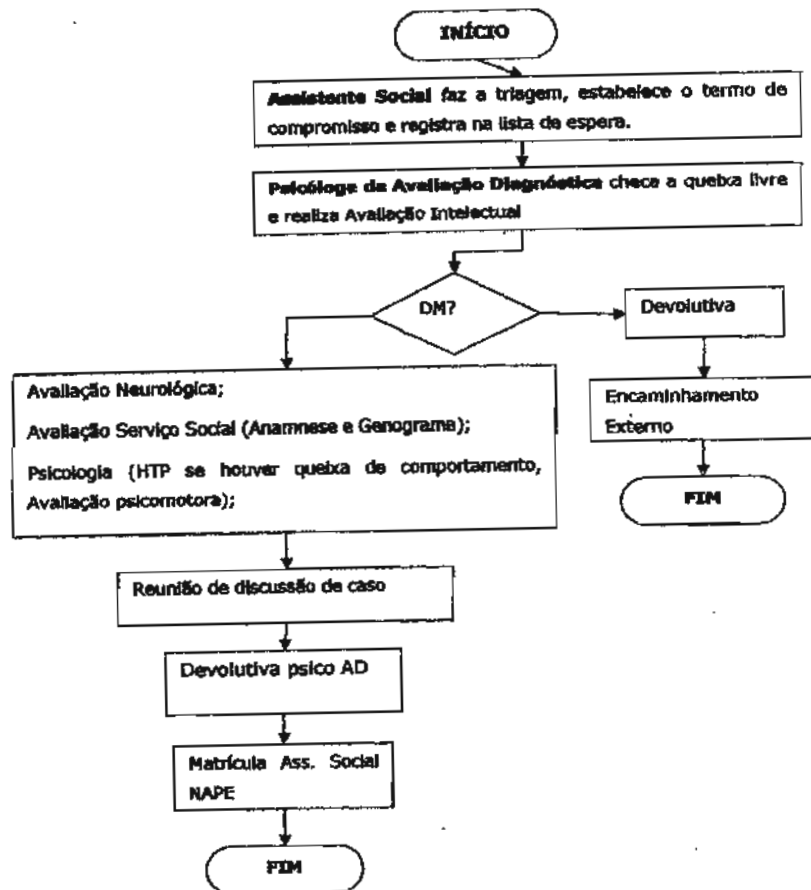 INÍCIO
Assistente Social faz a triagem, estabelece o termo de
compromisso e registra na lista de espera.
Psicóloga da Avaliação Diagnóstica checa a queixa livre
e realiza Avaliação Intelectual
DM?
Devolutiva
Avaliação Neurológica;
Avaliação Serviço Social (Anamnese e Genograma);
Psicologia (HTP se houver queixa de comportamento,
Avaliação psicomotora);
Encaminhamento
Externo
FIM
Reunião de discussão de caso
Devolutiva psico AD
Matrícula Ass. Social
NAPE
FIM